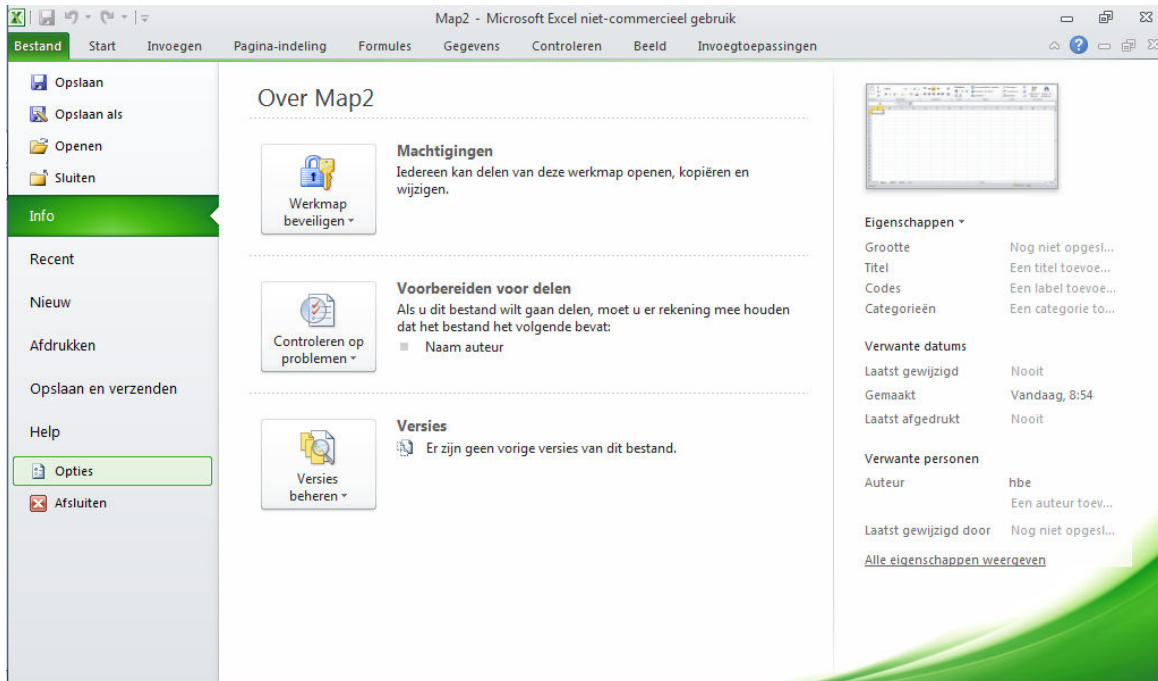 Map2 - Microsoft Excel niet-commercieel gebruik
Bestand Start Invoegen Pagina-indeling Formules Gegevens Controleren Beeld Invoegtoepassingen
Opslaan
Opslaan als
Openen
Sluiten
Info
Recent
Nieuw
Afdrukken
Opslaan en verzenden
Help
Opties
Afsluiten
Over Map2
Werkmap
beveiligen
Machtigingen
Iedereen kan delen van deze werkmap openen, kopiëren en
wijzigen.
Controleren op
problemen
Voorbereiden voor delen
Als u dit bestand wilt gaan delen, moet u er rekening mee houden
dat het bestand het volgende bevat:
Naam auteur
Versies
beheren
Versies
Er zijn geen vorige versies van dit bestand.
Eigenschappen
Grootte Nog niet opgesl...
Titel Een titel toevoe...
Codes Een label toevoe...
Categorieën Een categorie to...
Verwante datums
Laatst gewijzigd Nooit
Gemaakt Vandaag, 8:54
Laatst afgedrukt Nooit
Verwante personen
Auteur hbe
Een auteur toev...
Laatst gewijzigd door Nog niet opgesl...
Alle eigenschappen weergeven